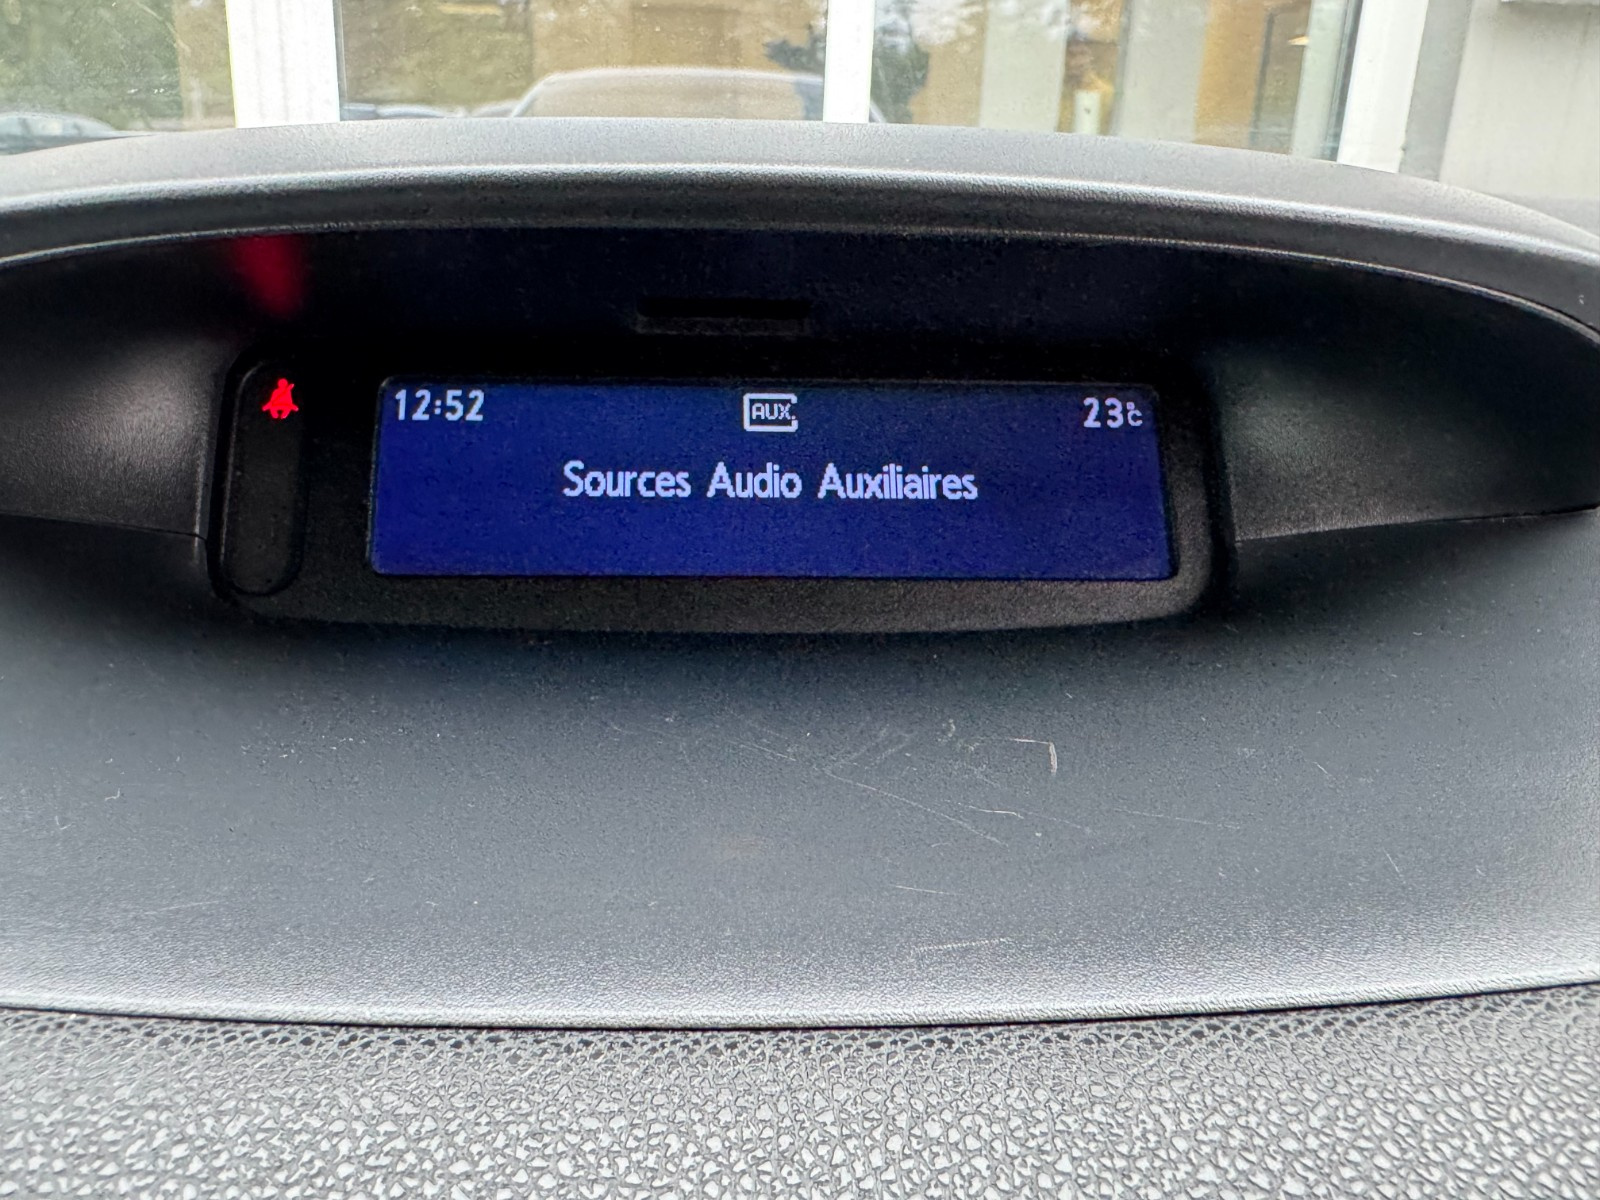 12:52 AUX. 23°C
Sources Audio Auxiliaires